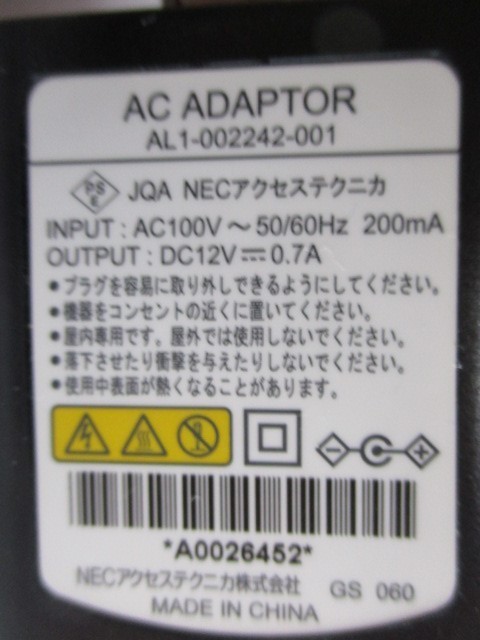 AC ADAPTOR
AL1-002242-001
PS E JQA NECアクセステクニカ
INPUT : AC100V ～ 50/60Hz 200mA
OUTPUT : DC12V⎓0.7A
●プラグを容易に取り外しできるようにしてください。
●機器をコンセントの近くに置いてください。
●屋内専用です。屋外では使用しないでください。
●落下させたり衝撃を与えたりしないでください。
●使用中表面が熱くなることがあります。
*A0026452*
NECアクセステクニカ株式会社 GS 060
MADE IN CHINA